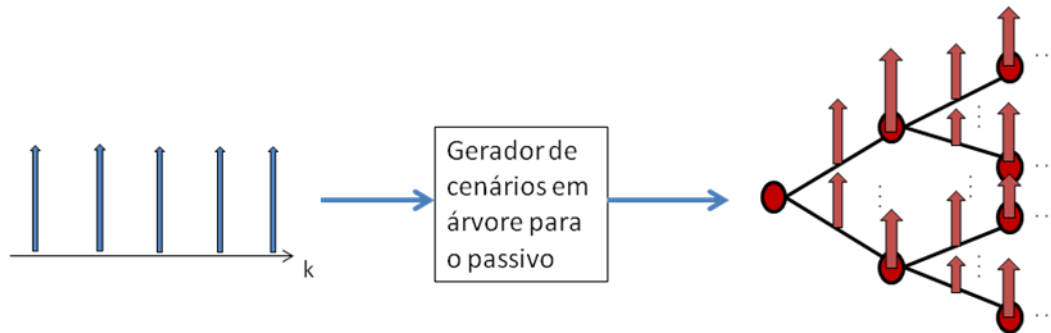 k
Gerador de
cenários em
árvore para
o passivo